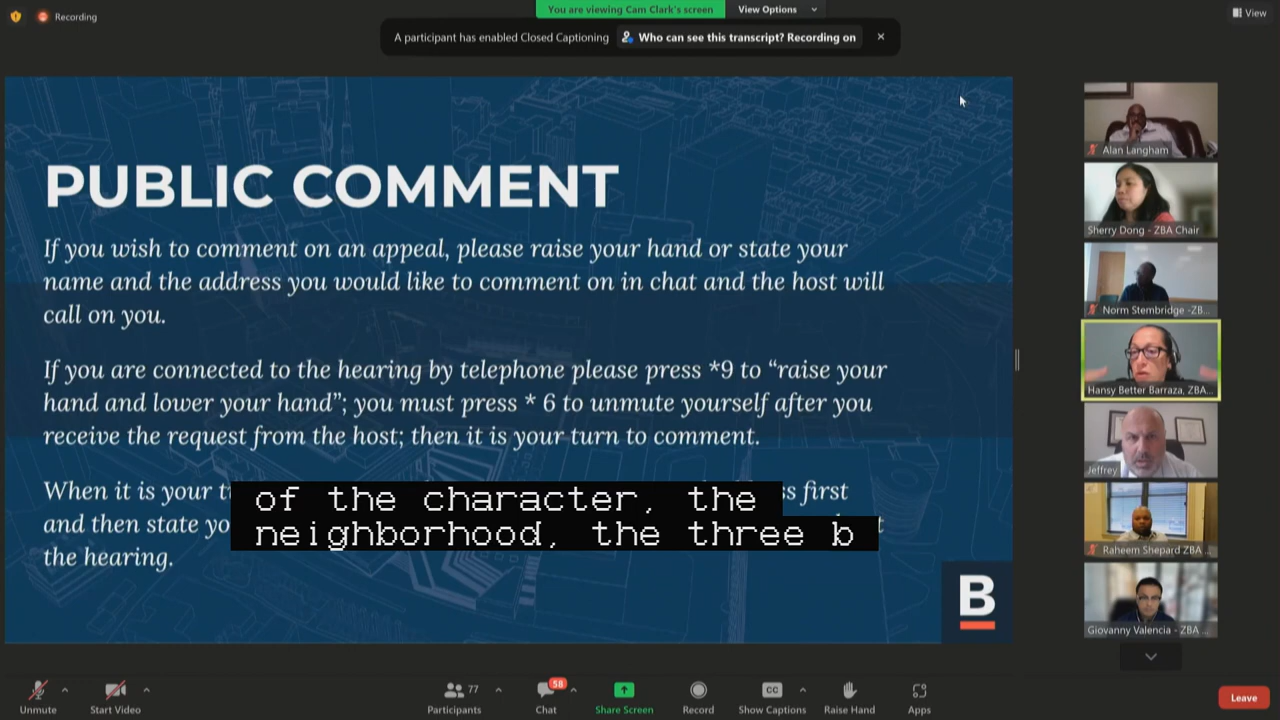 Recording
You are viewing Cam Clark's screen
View Options
View
A participant has enabled Closed Captioning
Who can see this transcript? Recording on
PUBLIC COMMENT
If you wish to comment on an appeal, please raise your hand or state your
name and the address you would like to comment on in chat and the host will
call on you.
If you are connected to the hearing by telephone please press *9 to “raise your
hand and lower your hand”; you must press * 6 to unmute yourself after you
receive the request from the host; then it is your turn to comment.
When it is your first
and then state
the hearing.
of the character, the
neighborhood, the three b
B
Alan Langham
Sherry Dong - ZBA Chair
Norm Stembridge -ZB...
Hansy Better Barraza, ZBA...
Jeffrey
Raheem Shepard ZBA ...
Giovanny Valencia - ZBA ...
Unmute
Start Video
77
Participants
58
Chat
Share Screen
Record
CC
Show Captions
Raise Hand
Apps
Leave